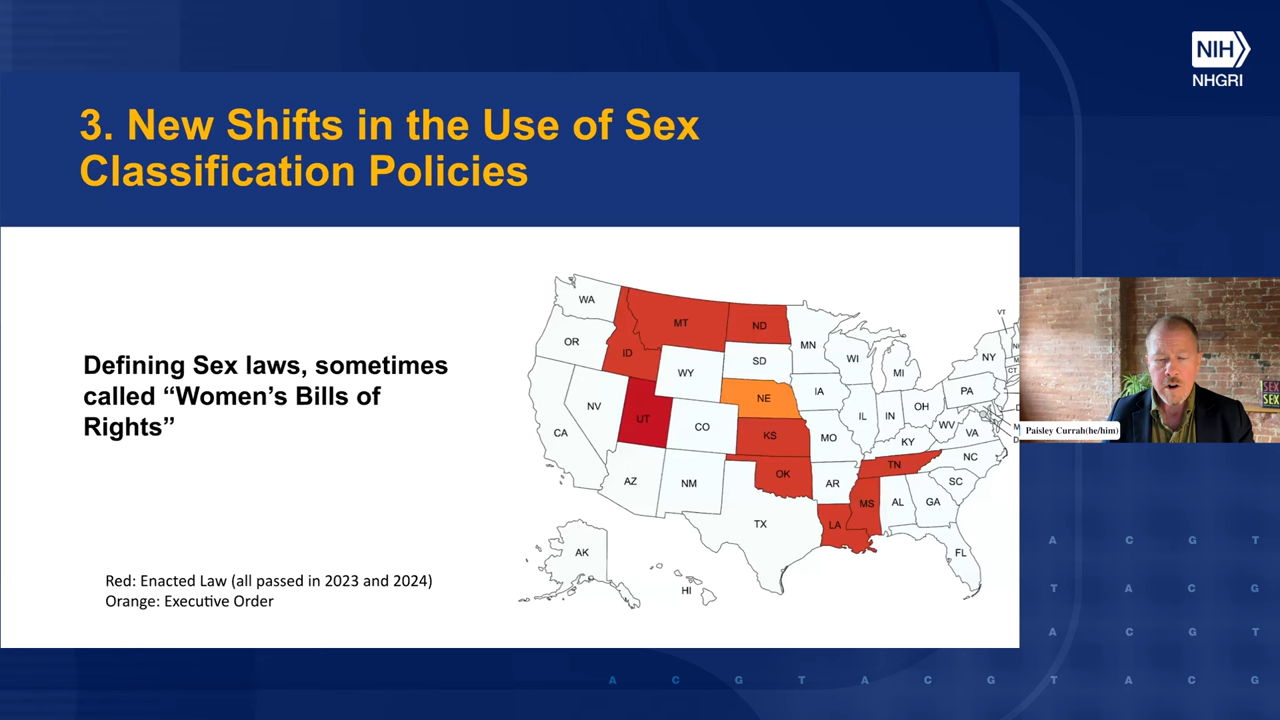 NIH
NHGRI
3. New Shifts in the Use of Sex
Classification Policies
Defining Sex laws, sometimes
called “Women’s Bills of
Rights”
Red: Enacted Law (all passed in 2023 and 2024)
Orange: Executive Order
WA
OR
CA
NV
ID
MT
WY
UT
CO
AZ
NM
ND
SD
NE
KS
OK
TX
MN
IA
MO
AR
LA
WI
IL
MI
IN
OH
KY
TN
MS
AL
GA
FL
SC
NC
VA
WV
PA
NY
VT
CT
AK
HI
SEX
SEX
Paisley Currah(he/him)
A C G T
T A C G
A C G T
A C G T A C G T A C G